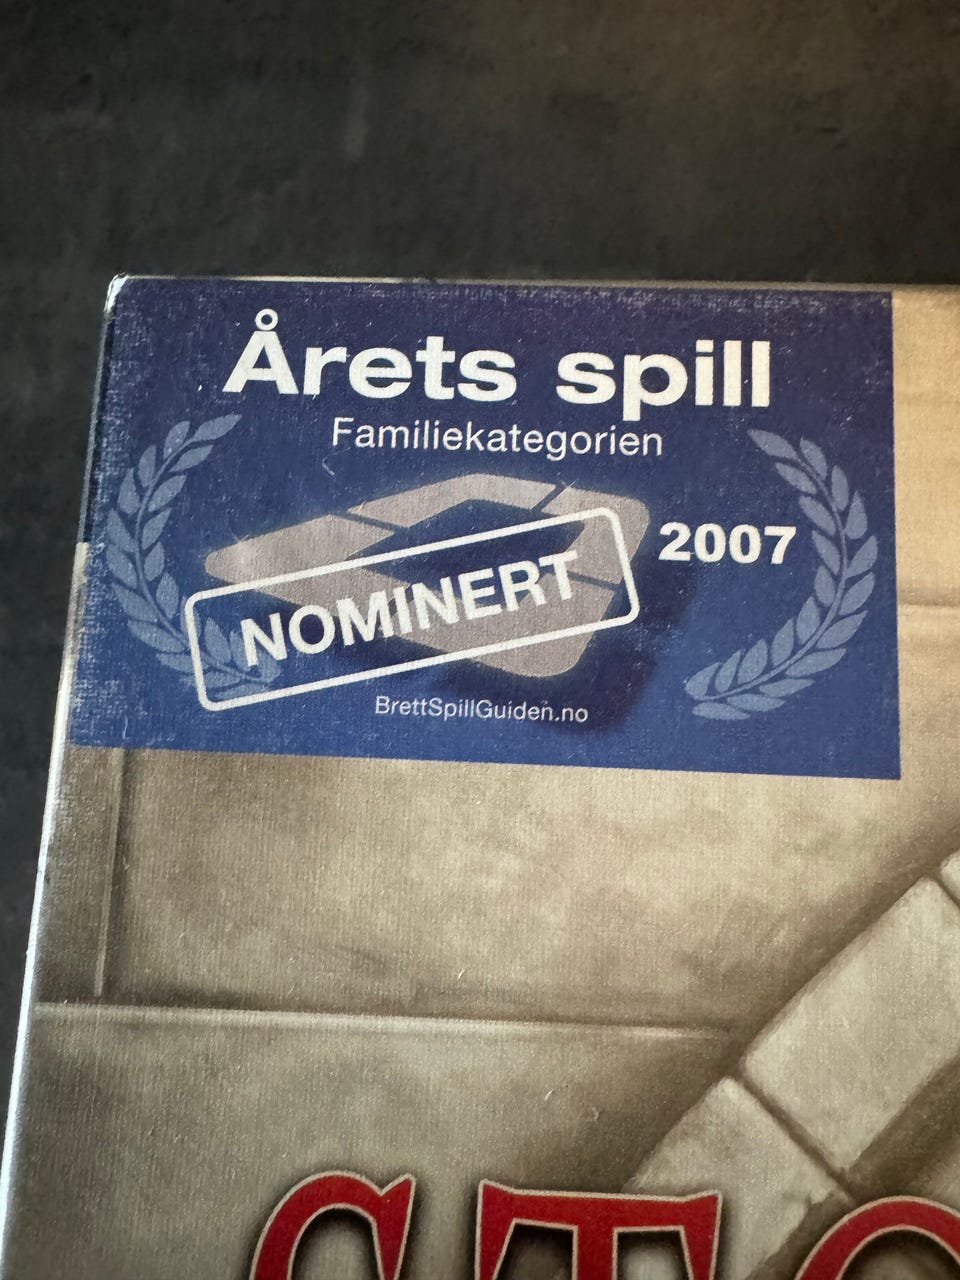 Årets spill
Familiekategorien
2007
NOMINERT
BrettSpillGuiden.no